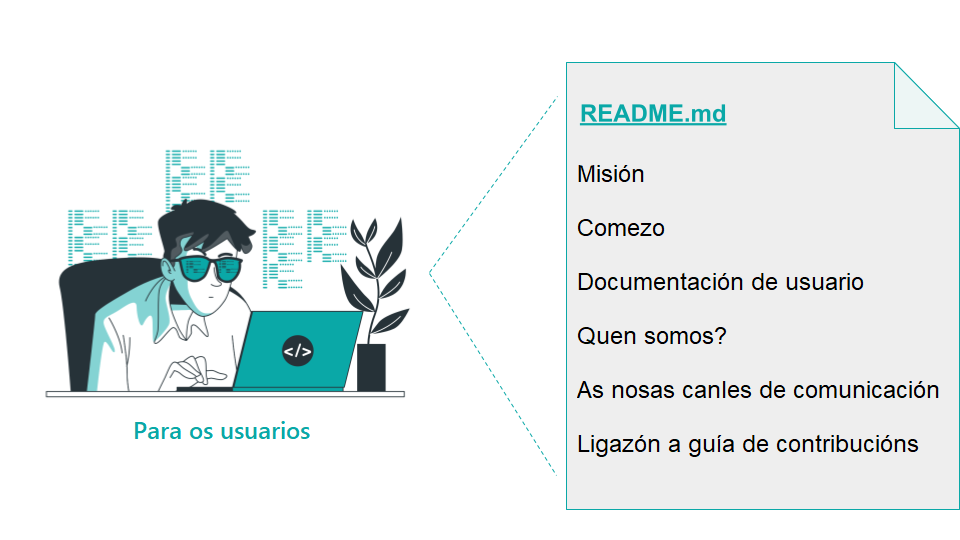 README.md
Misión
Comezo
Documentación de usuario
Quen somos?
As nosas canles de comunicación
Ligazón a guía de contribucións
</>
Para os usuarios